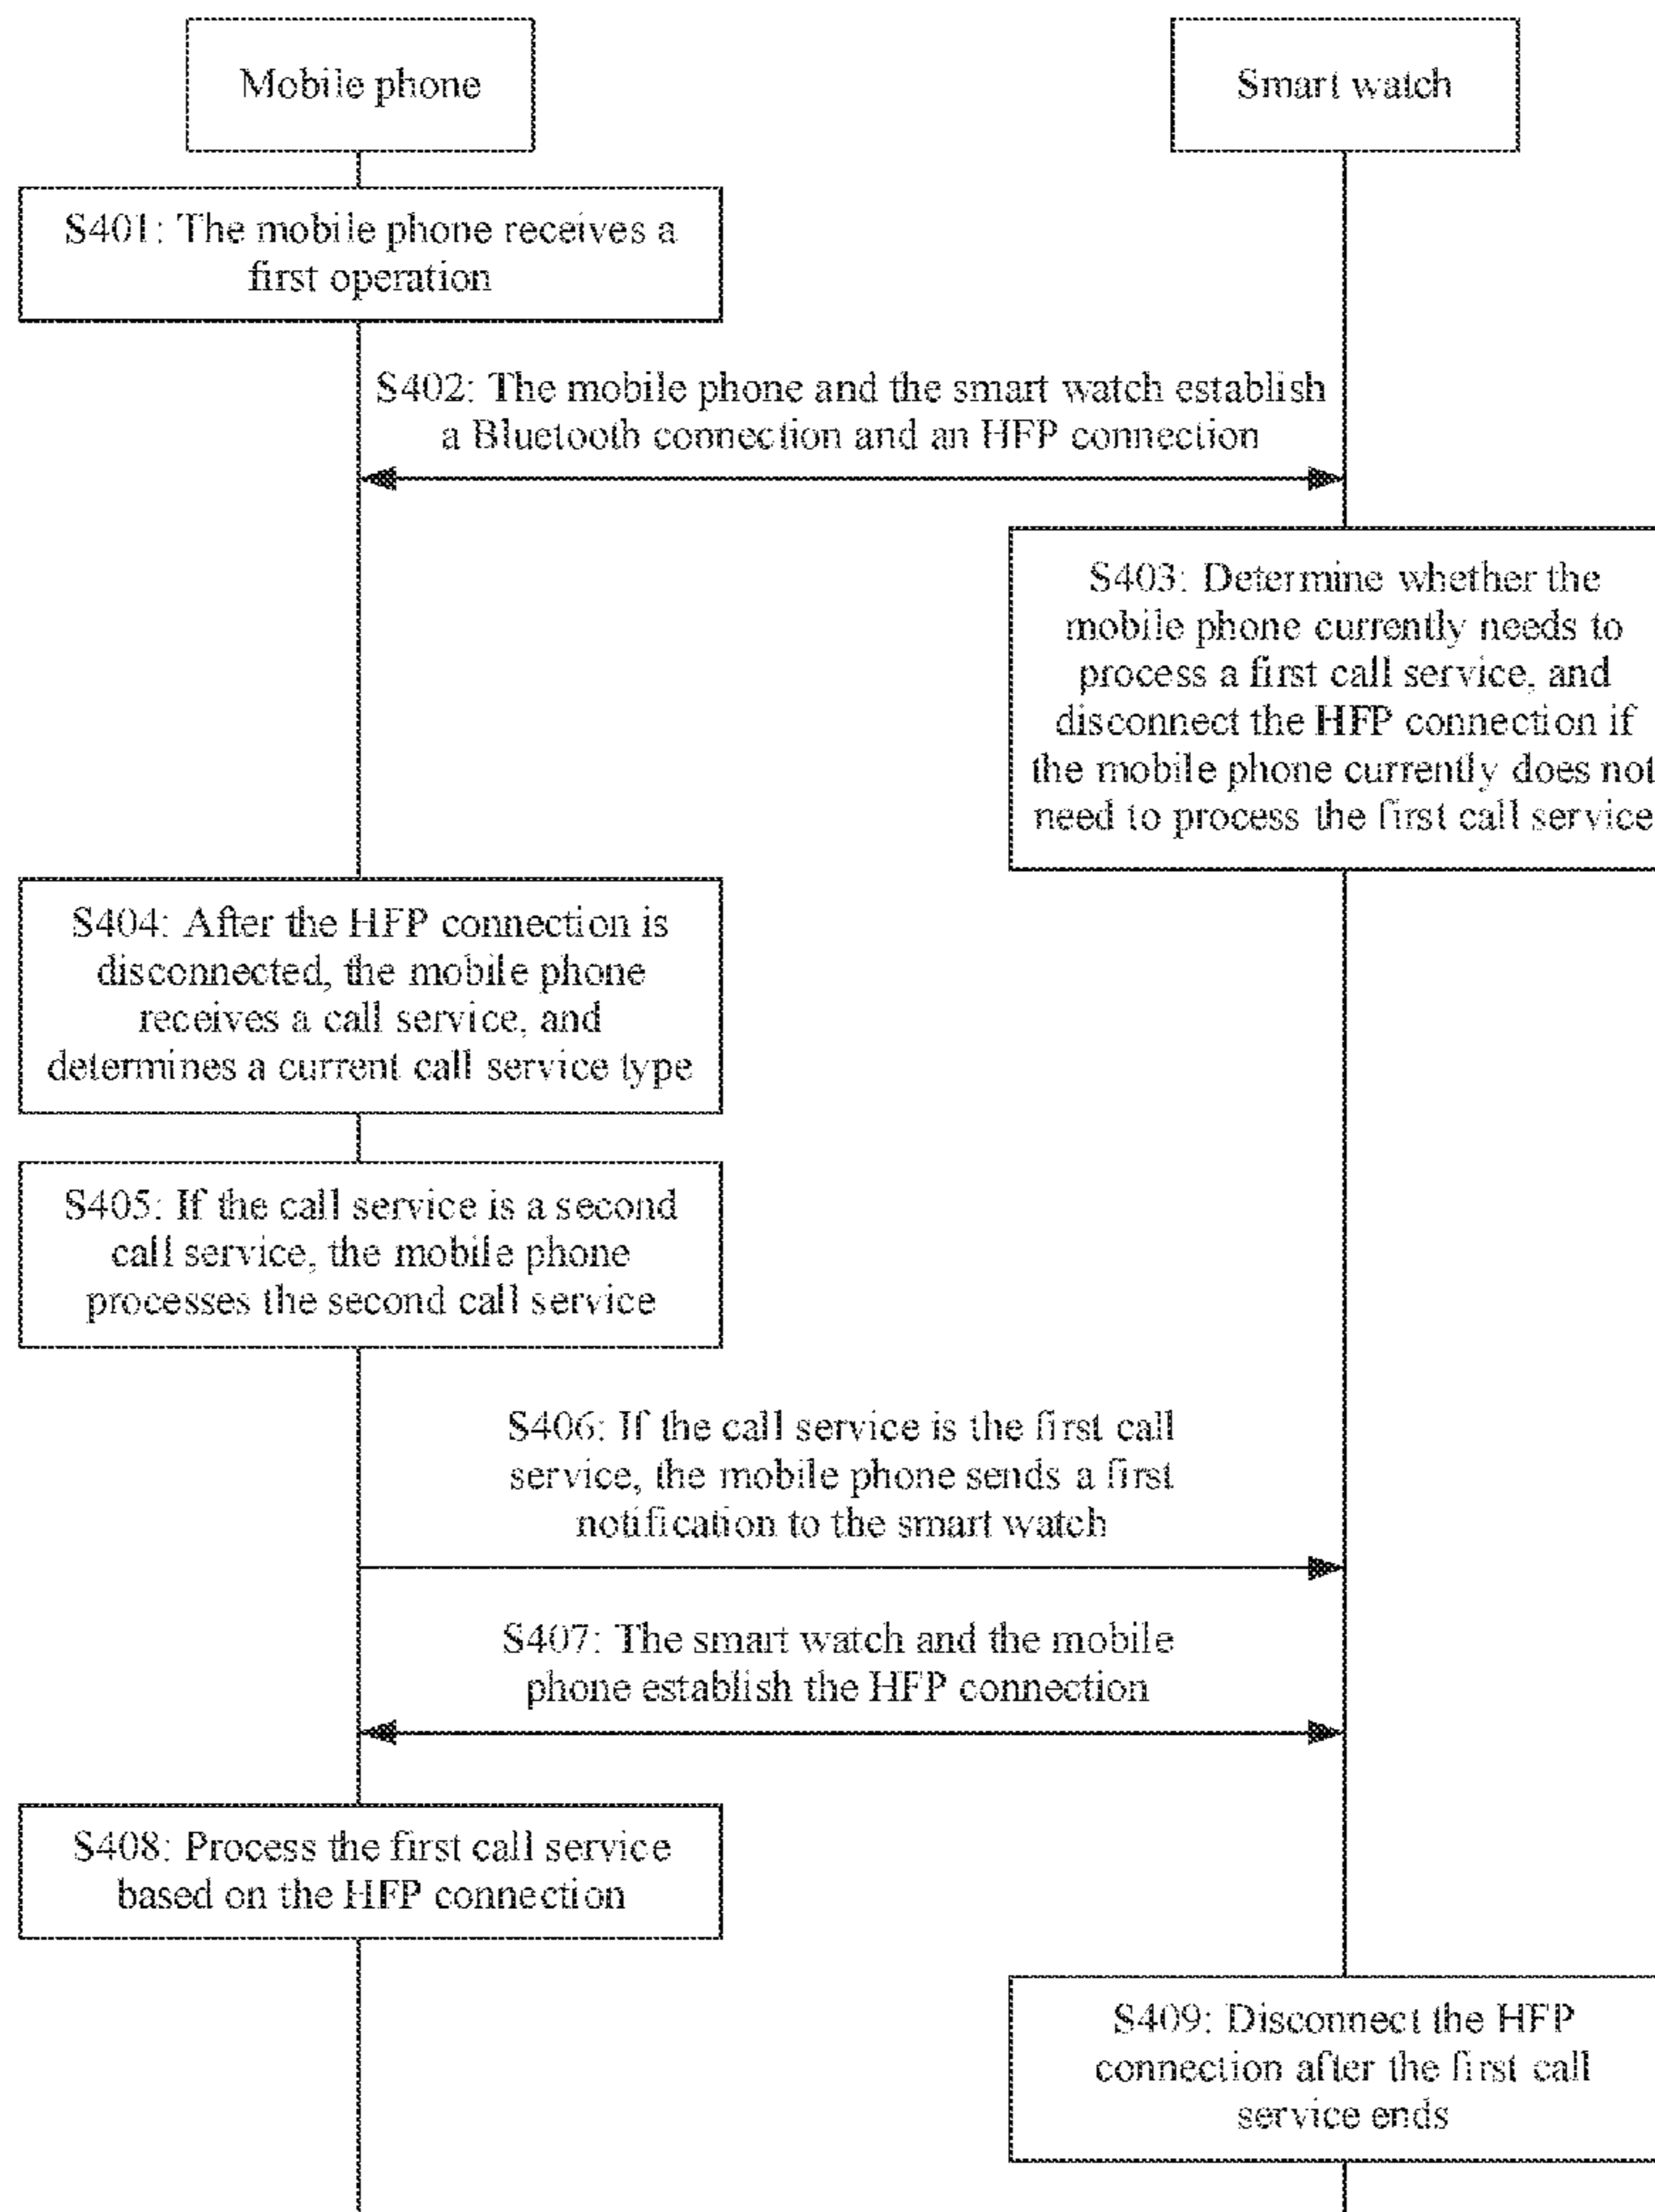 Mobile phone
Smart watch
S401: The mobile phone receives a
first operation
S402: The mobile phone and the smart watch establish
a Bluetooth connection and an HFP connection
S403: Determine whether the
mobile phone currently needs to
process a first call service, and
disconnect the HFP connection if
the mobile phone currently does not
need to process the first call service
S404: After the HFP connection is
disconnected, the mobile phone
receives a call service, and
determines a current call service type
S405: If the call service is a second
call service, the mobile phone
processes the second call service
S406: If the call service is the first call
service, the mobile phone sends a first
notification to the smart watch
S407: The smart watch and the mobile
phone establish the HFP connection
S408: Process the first call service
based on the HFP connection
S409: Disconnect the HFP
connection after the first call
service ends